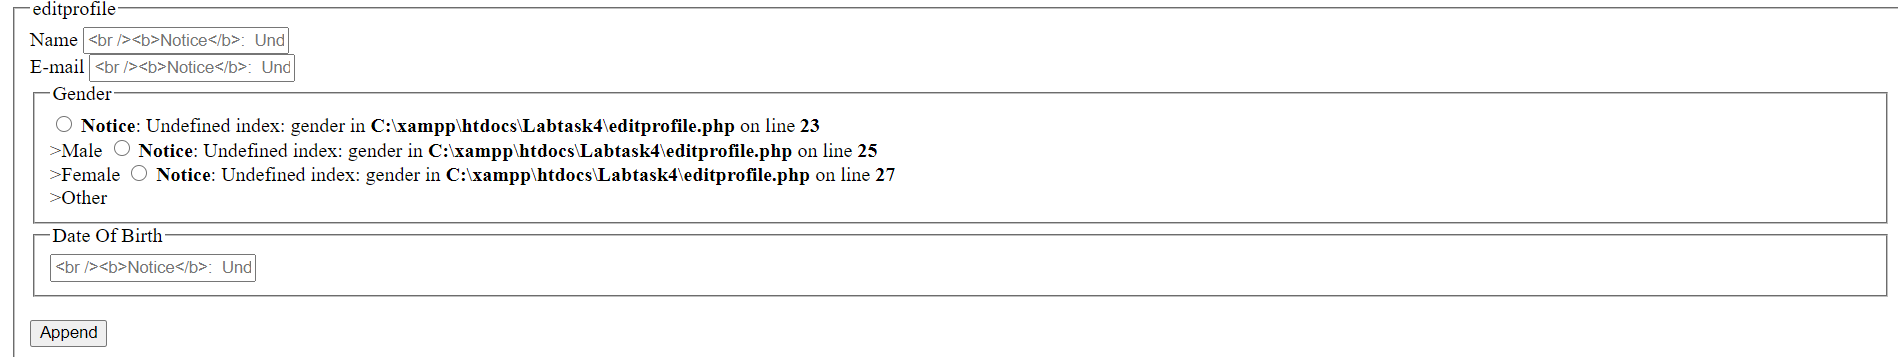 editprofile
Name <br /><b>Notice</b>:  Und
E-mail <br /><b>Notice</b>:  Und
Gender
Notice: Undefined index: gender in C:\xampp\htdocs\Labtask4\editprofile.php on line 23
>Male Notice: Undefined index: gender in C:\xampp\htdocs\Labtask4\editprofile.php on line 25
>Female Notice: Undefined index: gender in C:\xampp\htdocs\Labtask4\editprofile.php on line 27
>Other
Date Of Birth
<br /><b>Notice</b>:  Und
Append